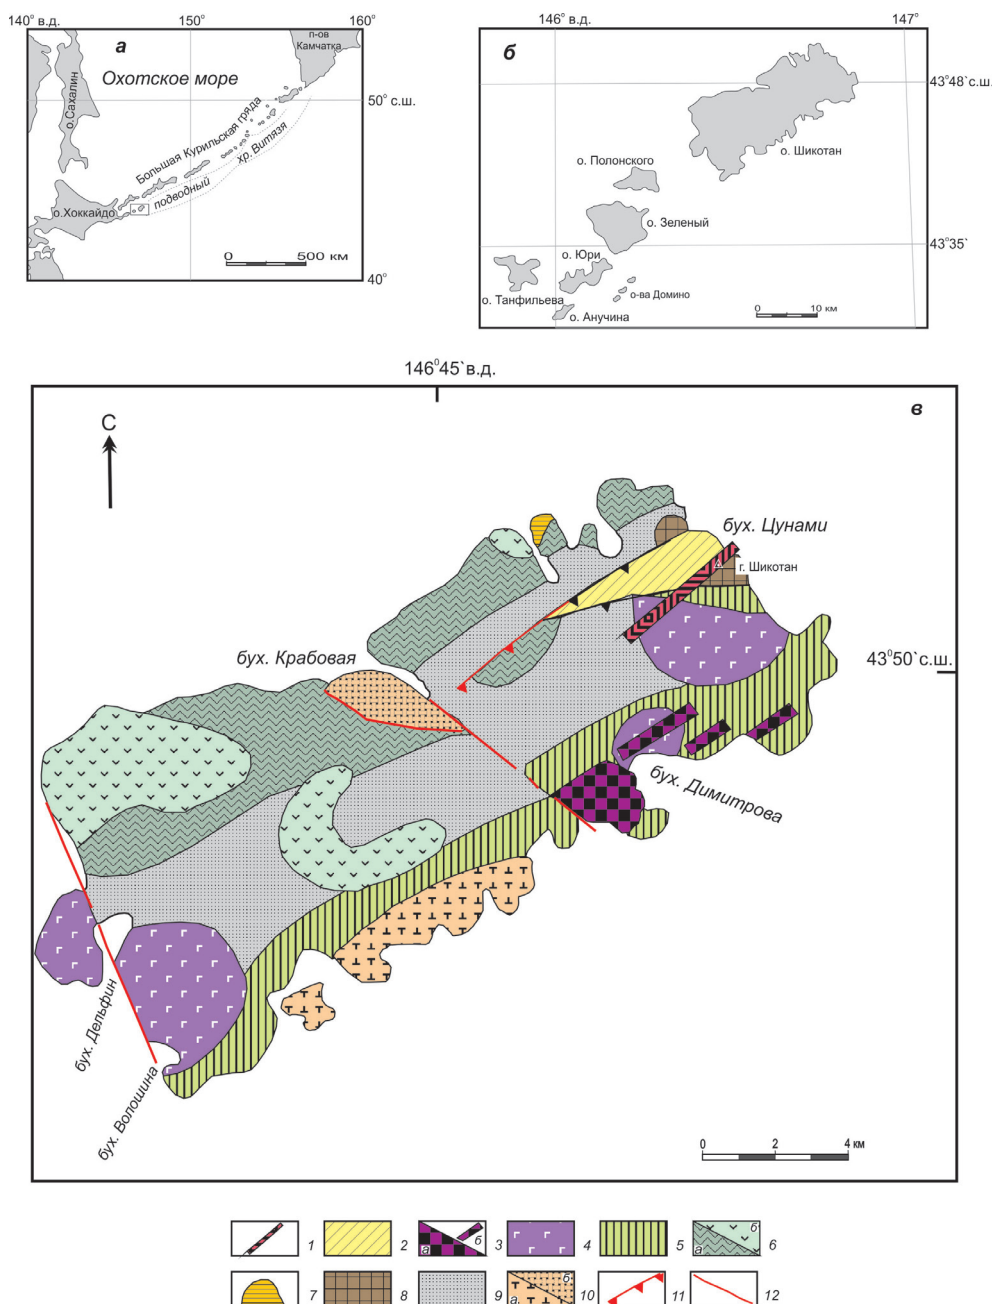 140° в.д.
150°
160°
а
п-ов
Камчатка
Охотское море
о.Сахалин
50° с.ш.
Большая Курильская гряда
подводный
хр. Витязя
о.Хоккайдо
0 500 км
40°
146° в.д.
147°
б
43°48` с.ш.
о. Шикотан
о. Полонского
о. Зеленый
43°35`
о. Юри
о. Танфильева
о-ва Домино
о. Анучина
0 10 км
146°45` в.д.
в
С
бух. Цунами
г. Шикотан
бух. Крабовая
43°50` с.ш.
бух. Димитрова
бух. Дельфин
бух. Волошина
0 2 4 км
1 2 а б 3 4 5 а б 6
7 8 9 а б 10 11 12